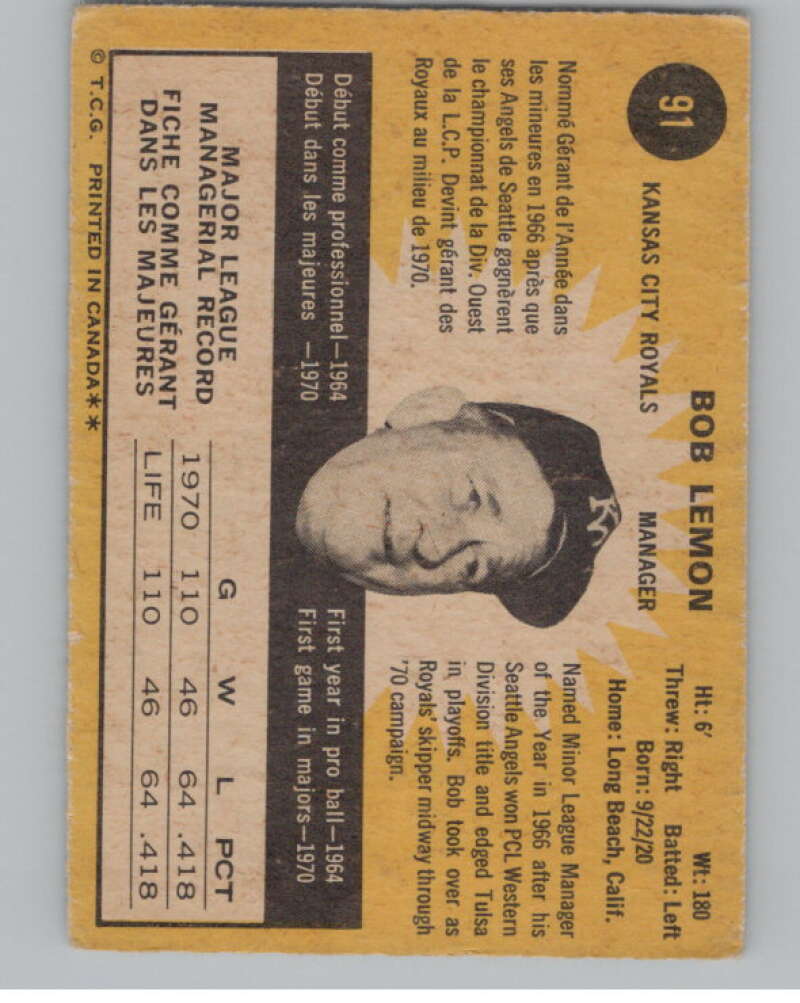 91
BOB LEMON
KANSAS CITY ROYALS MANAGER
Ht: 6' Wt: 180
Threw: Right Batted: Left
Born: 9/22/20
Home: Long Beach, Calif.
Nommé Gérant de l'Année dans
les mineures en 1966 après que
ses Angels de Seattle gagnèrent
le championnat de la Div. Ouest
de la L.C.P. Devint gérant des
Royaux au milieu de 1970.
KC
Named Minor League Manager
of the Year in 1966 after his
Seattle Angels won PCL Western
Division title and edged Tulsa
in playoffs. Bob took over as
Royals' skipper midway through
'70 campaign.
Début comme professionnel—1964
Début dans les majeures —1970
First year in pro ball—1964
First game in majors—1970
MAJOR LEAGUE
MANAGERIAL RECORD
FICHE COMME GÉRANT
DANS LES MAJEURES
G W L PCT
1970 110 46 64 .418
LIFE 110 46 64 .418
© T.C.G. PRINTED IN CANADA**